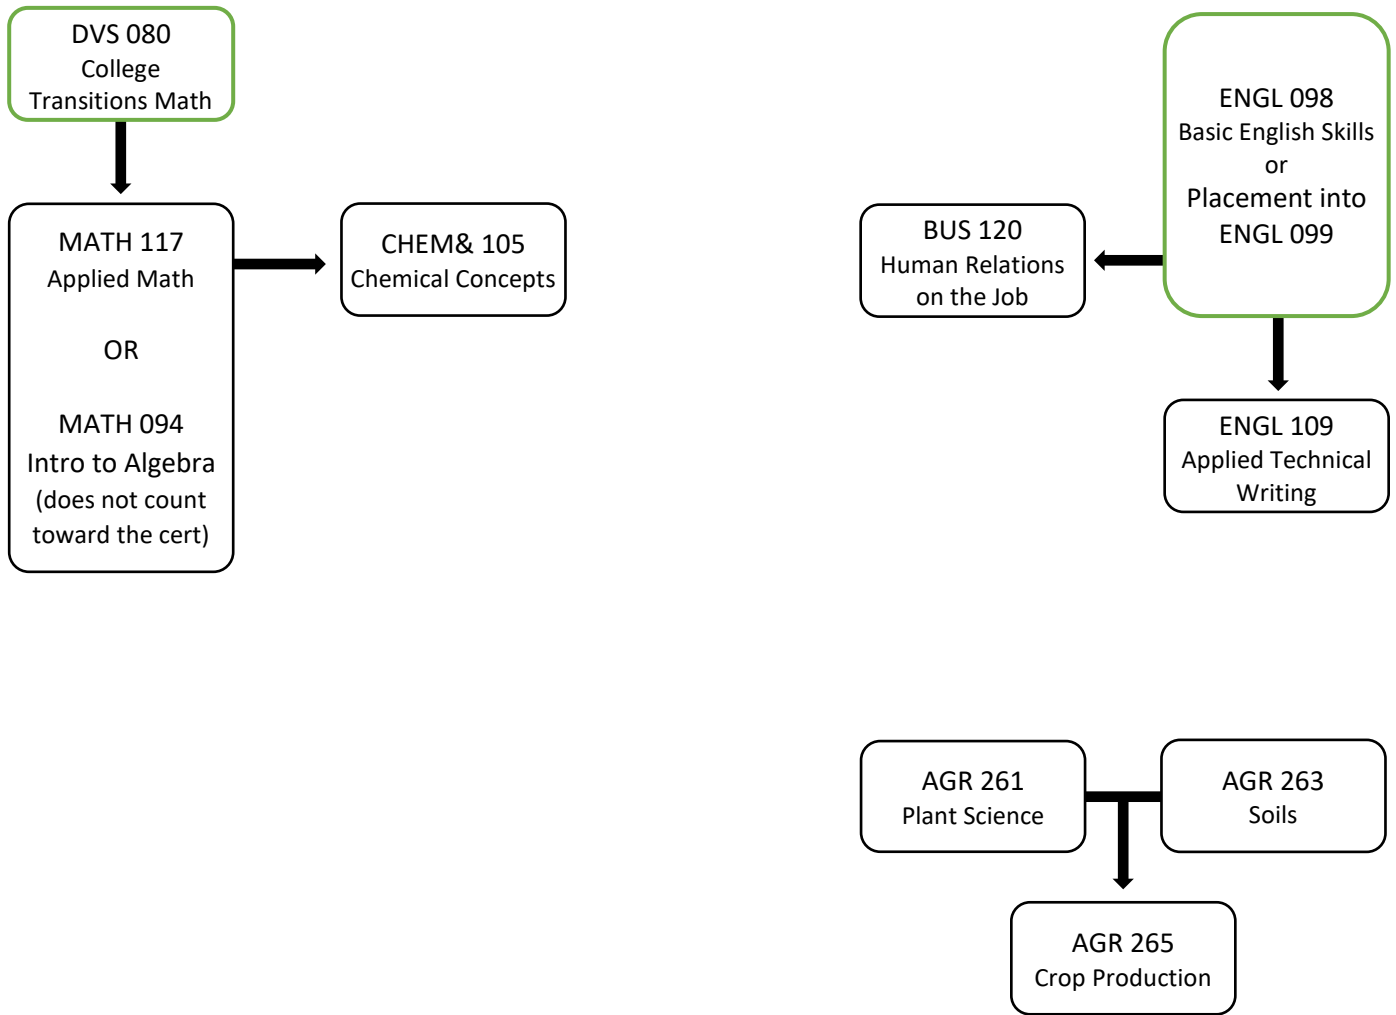 DVS 080
College
Transitions Math
MATH 117
Applied Math
OR
MATH 094
Intro to Algebra
(does not count
toward the cert)
CHEM& 105
Chemical Concepts
BUS 120
Human Relations
on the Job
ENGL 098
Basic English Skills
or
Placement into
ENGL 099
ENGL 109
Applied Technical
Writing
AGR 261
Plant Science
AGR 263
Soils
AGR 265
Crop Production